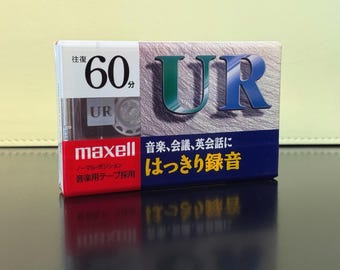 往復
60分
UR
UR
maxell
ノーマル・ポジション
音楽用テープ採用
音楽、会議、英会話に
はっきり録音